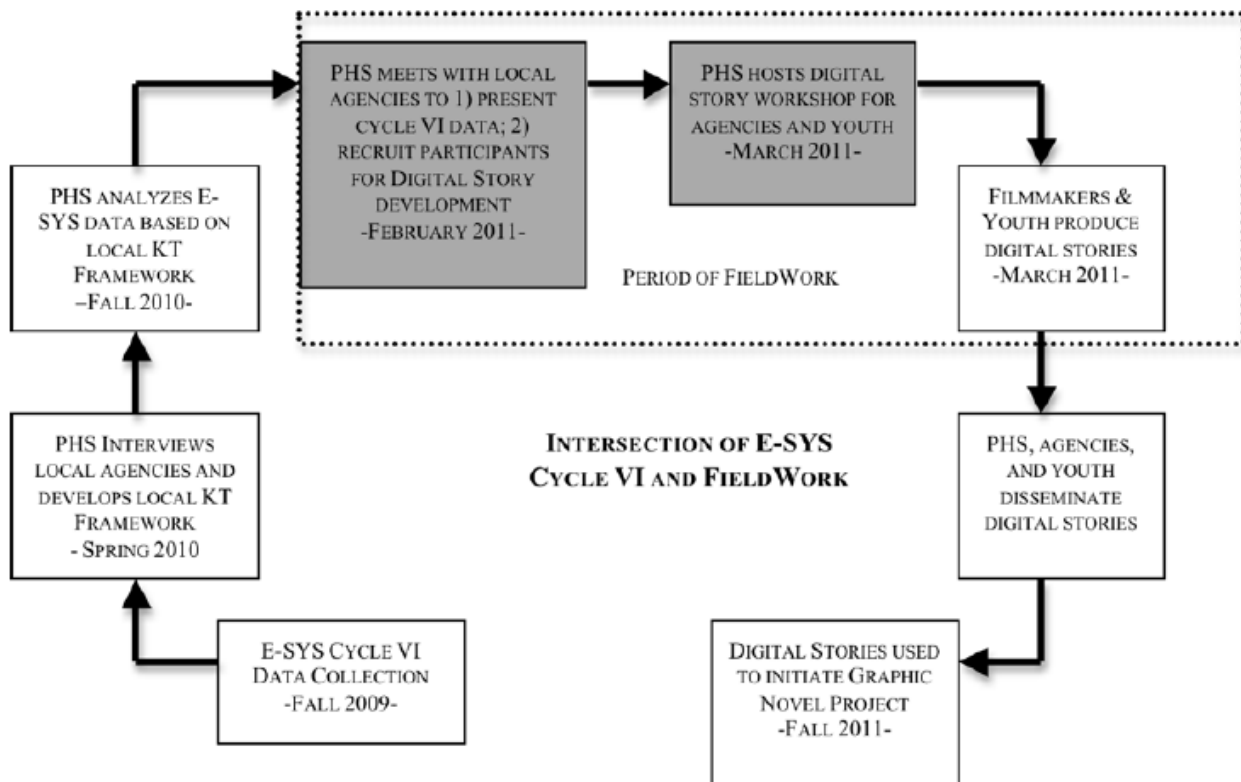 PHS MEETS WITH LOCAL
AGENCIES TO 1) PRESENT
CYCLE VI DATA; 2)
RECRUIT PARTICIPANTS
FOR DIGITAL STORY
DEVELOPMENT
-FEBRUARY 2011-
PHS HOSTS DIGITAL
STORY WORKSHOP FOR
AGENCIES AND YOUTH
-MARCH 2011-
PHS ANALYZES E-
SYS DATA BASED ON
LOCAL KT
FRAMEWORK
–FALL 2010-
FILMMAKERS &
YOUTH PRODUCE
DIGITAL STORIES
-MARCH 2011-
PERIOD OF FIELDWORK
PHS INTERVIEWS
LOCAL AGENCIES AND
DEVELOPS LOCAL KT
FRAMEWORK
- SPRING 2010
INTERSECTION OF E-SYS
CYCLE VI AND FIELDWORK
PHS, AGENCIES,
AND YOUTH
DISSEMINATE
DIGITAL STORIES
E-SYS CYCLE VI
DATA COLLECTION
-FALL 2009-
DIGITAL STORIES USED
TO INITIATE GRAPHIC
NOVEL PROJECT
-FALL 2011-